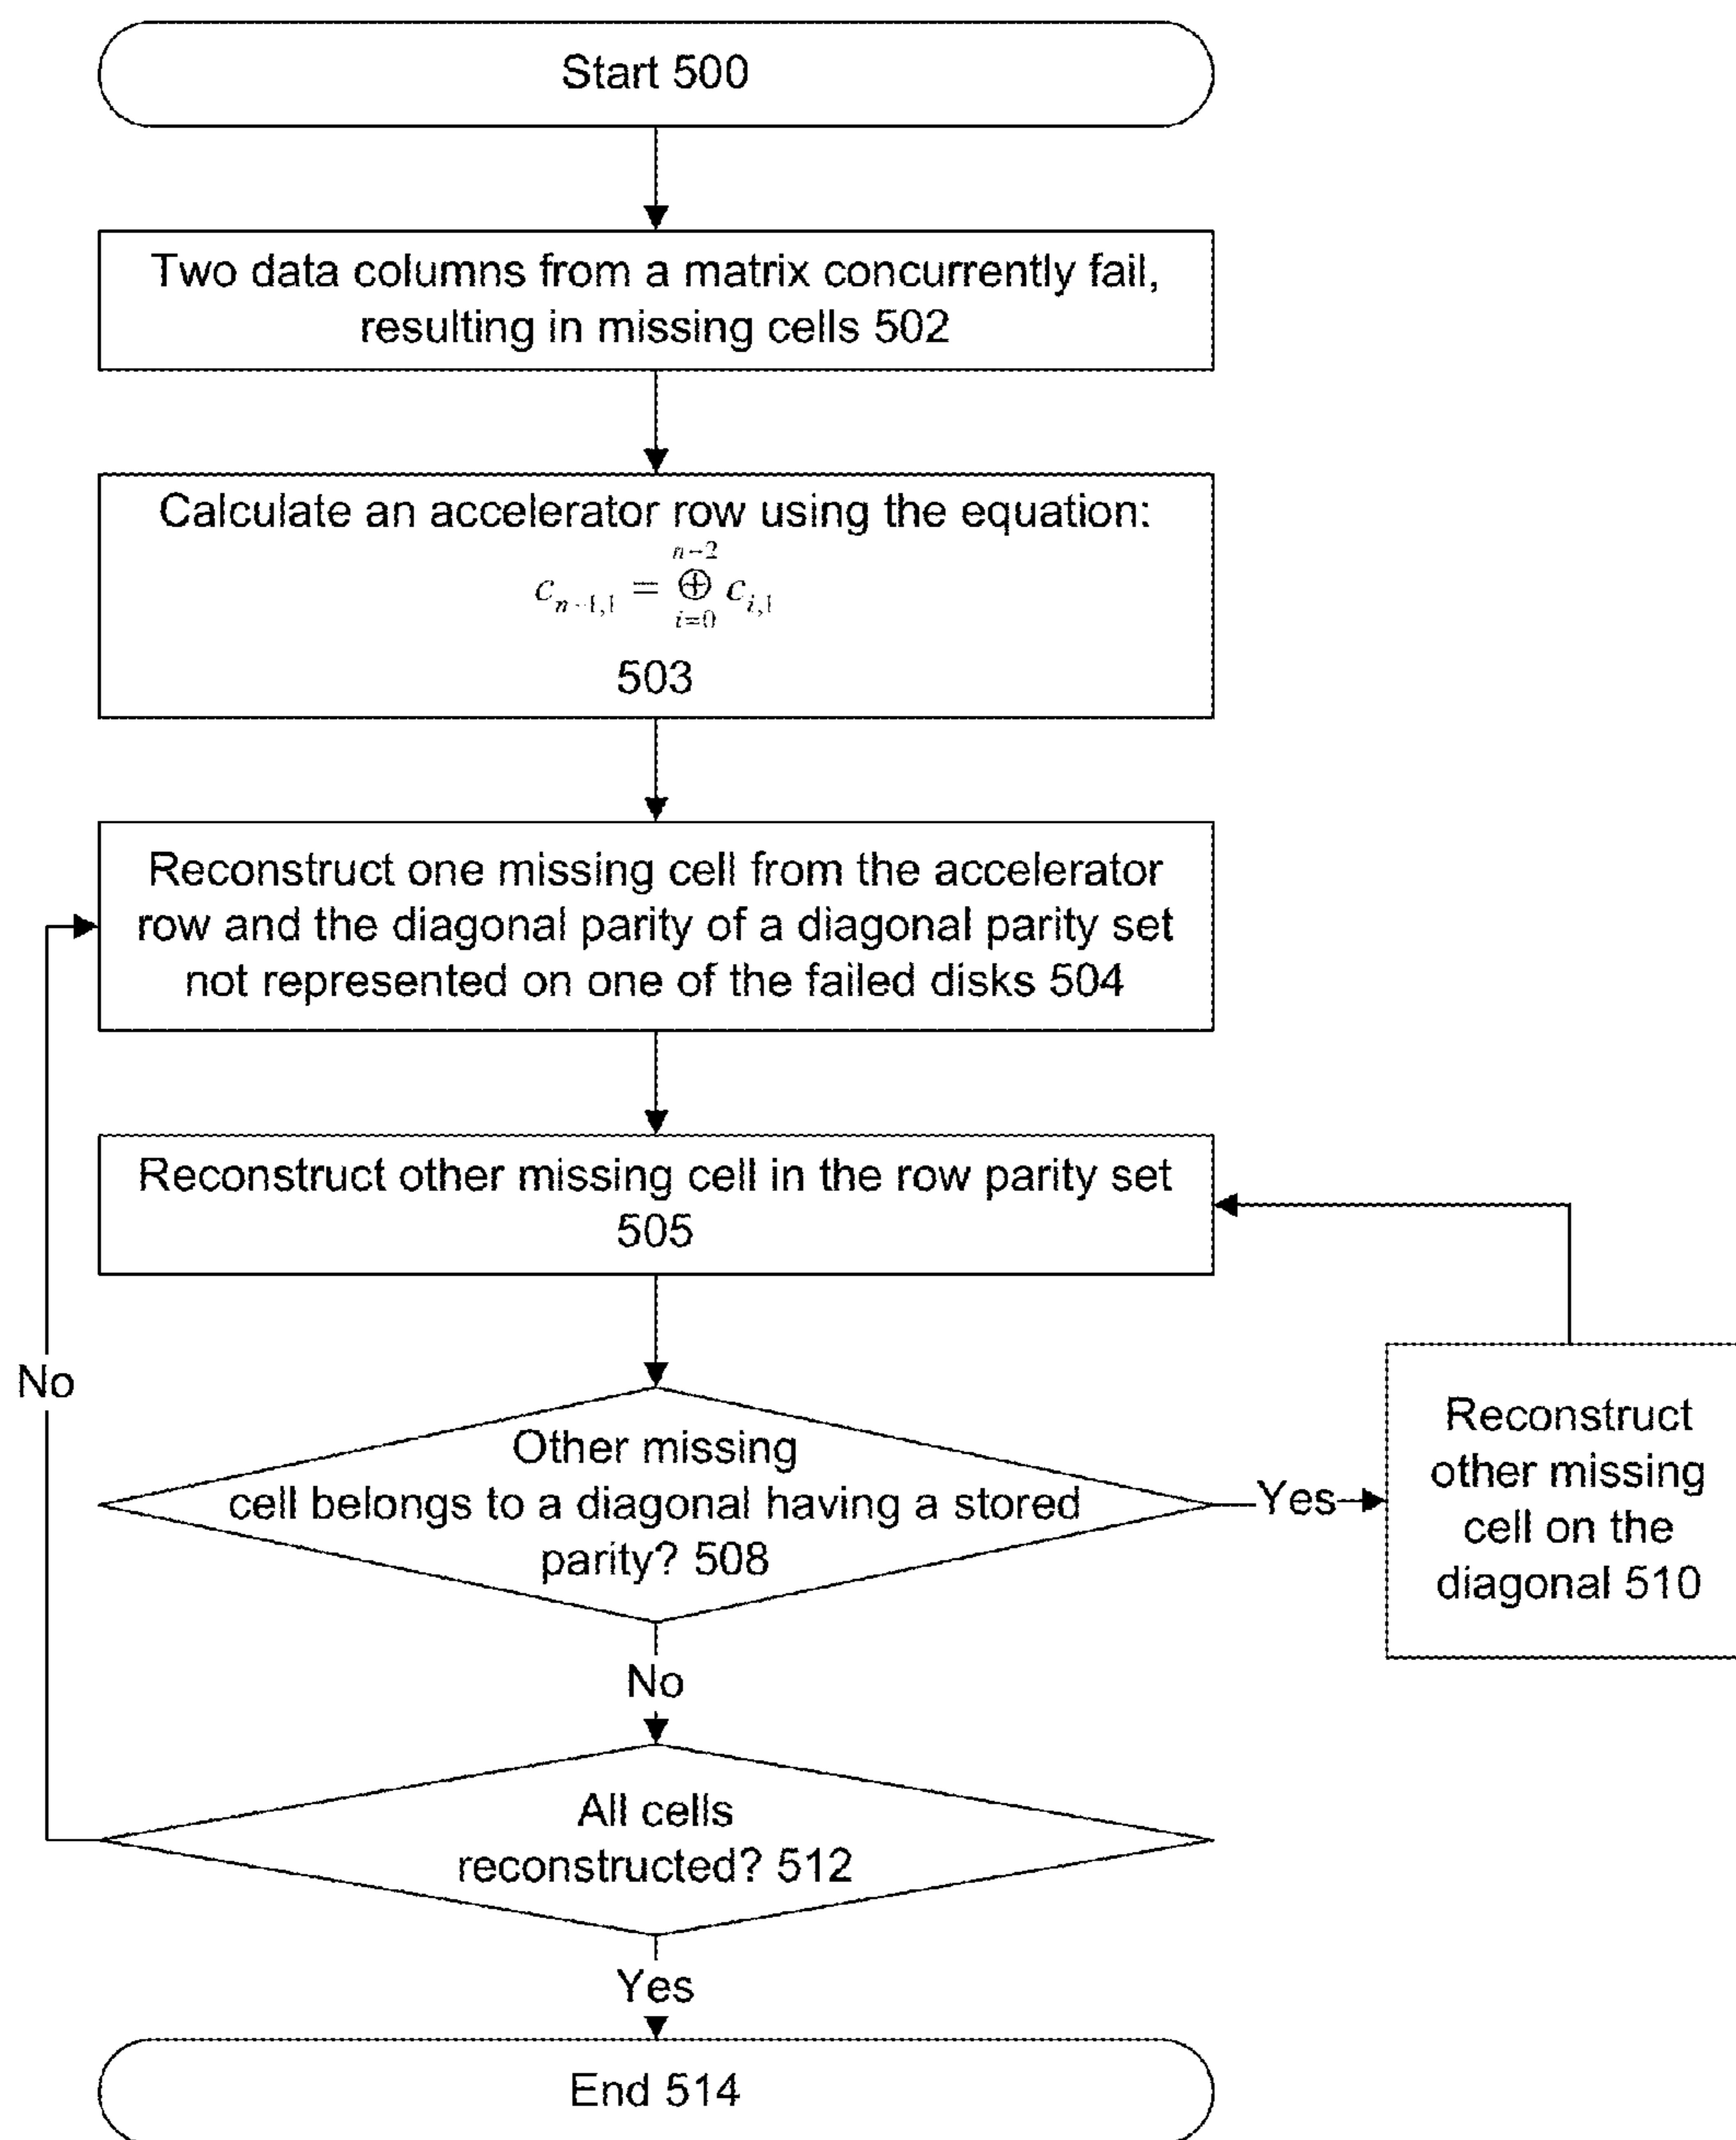 Start 500
Two data columns from a matrix concurrently fail,
resulting in missing cells 502
Calculate an accelerator row using the equation:
n-2
c_{n-1,1} = ⊕ c_{i,1}
i=0
503
Reconstruct one missing cell from the accelerator
row and the diagonal parity of a diagonal parity set
not represented on one of the failed disks 504
Reconstruct other missing cell in the row parity set
505
Other missing
cell belongs to a diagonal having a stored
parity? 508
Yes
Reconstruct
other missing
cell on the
diagonal 510
No
All cells
reconstructed? 512
No
Yes
End 514